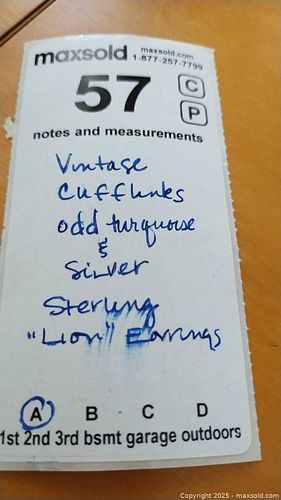 maxsold maxsold.com
1-877-257-7799
57 C
P
notes and measurements
Vintage
Cufflinks
odd turquoise
&
Silver
Sterling
"Lion" Earrings
A B C D
1st 2nd 3rd bsmt garage outdoors
Copyright © 2025 - maxsold.com